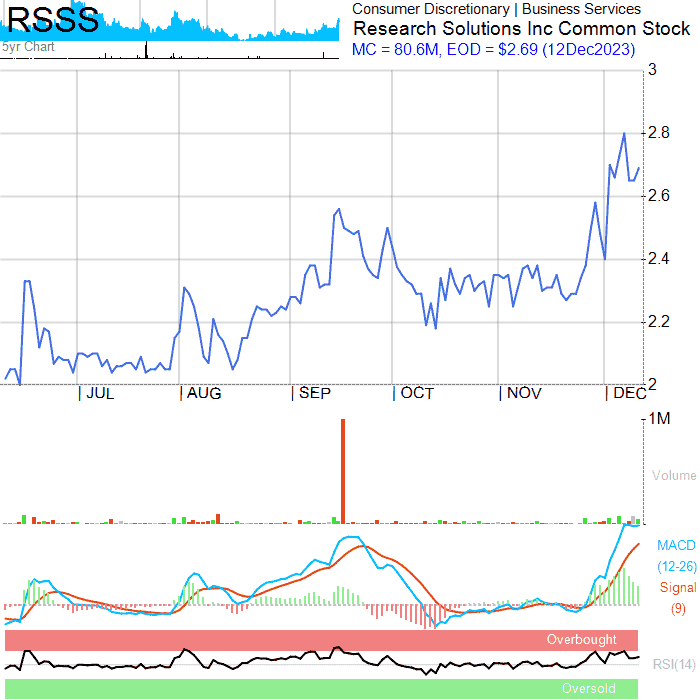 RSSS
5yr Chart
Consumer Discretionary | Business Services
Research Solutions Inc Common Stock
MC = 80.6M, EOD = $2.69 (12Dec2023)
3
2.8
2.6
2.4
2.2
2
JUL AUG SEP OCT NOV DEC
1M
Volume
MACD
(12-26)
Signal
(9)
Overbought
RSI(14)
Oversold